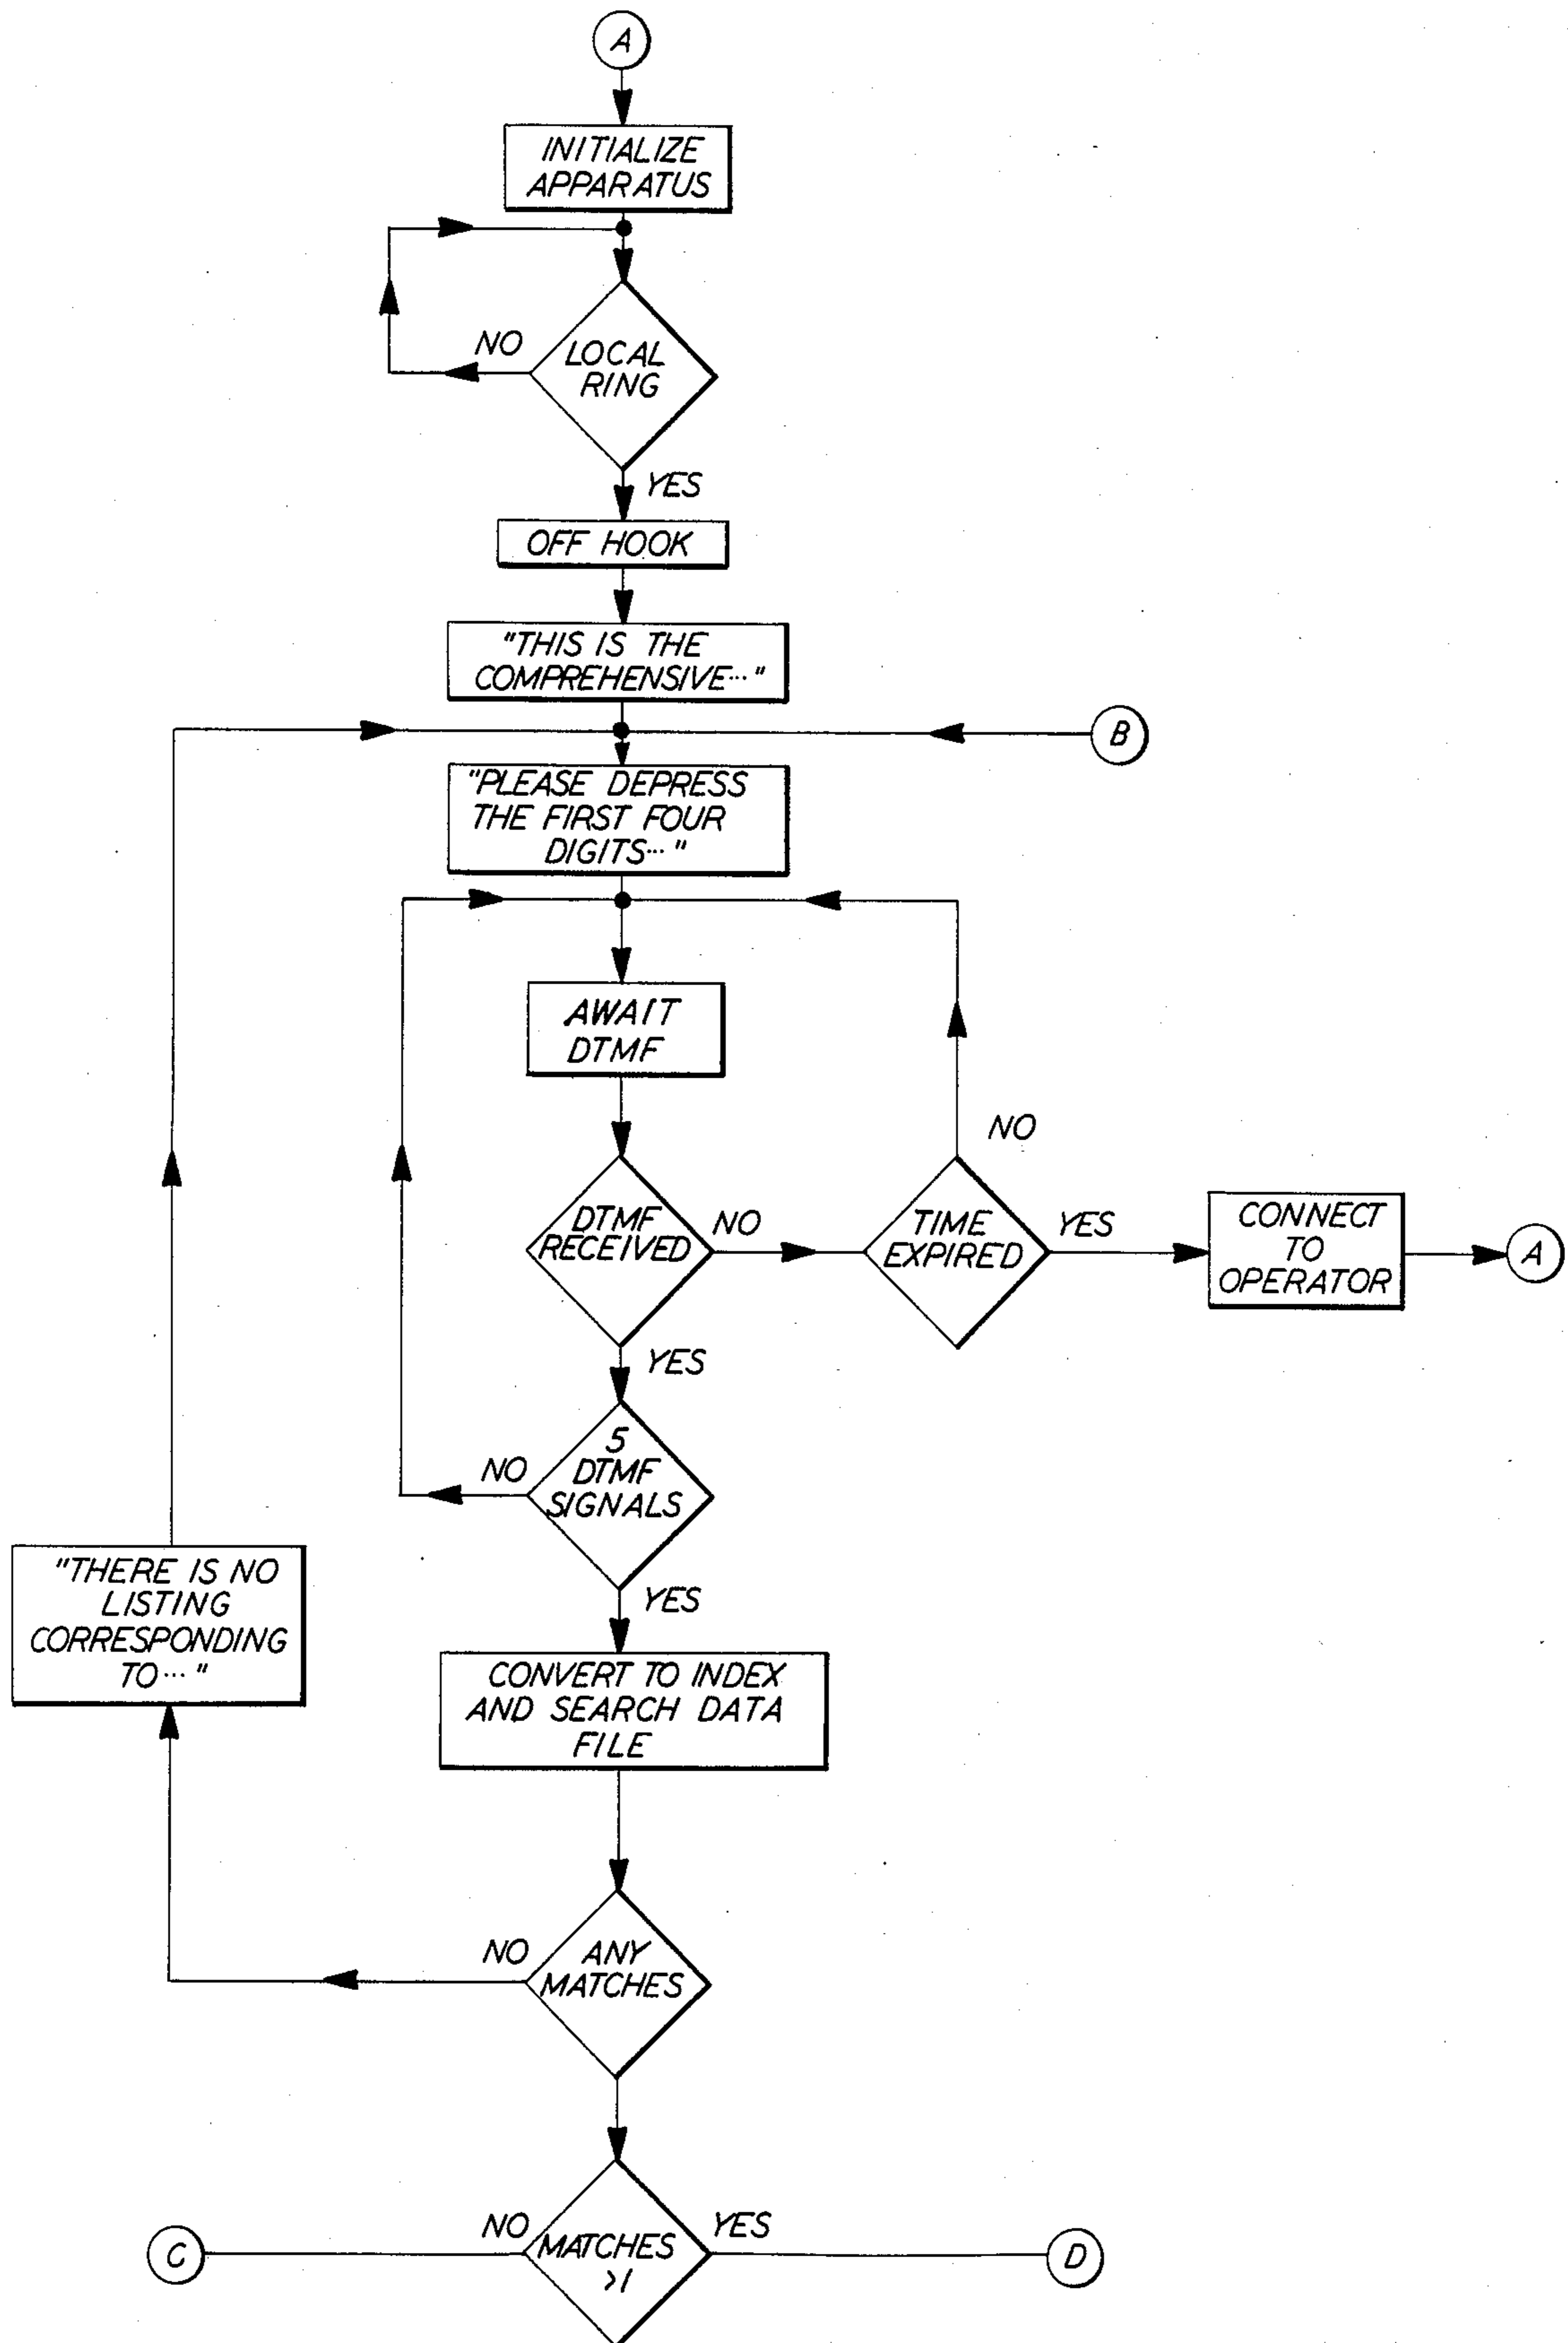 A
INITIALIZE
APPARATUS
NO
LOCAL
RING
YES
OFF HOOK
"THIS IS THE
COMPREHENSIVE..."
B
"PLEASE DEPRESS
THE FIRST FOUR
DIGITS..."
AWAIT
DTMF
NO
DTMF
RECEIVED
NO
TIME
EXPIRED
YES
CONNECT
TO
OPERATOR
A
YES
5
DTMF
SIGNALS
NO
YES
"THERE IS NO
LISTING
CORRESPONDING
TO..."
CONVERT TO INDEX
AND SEARCH DATA
FILE
NO
ANY
MATCHES
C
NO
MATCHES
>1
YES
D